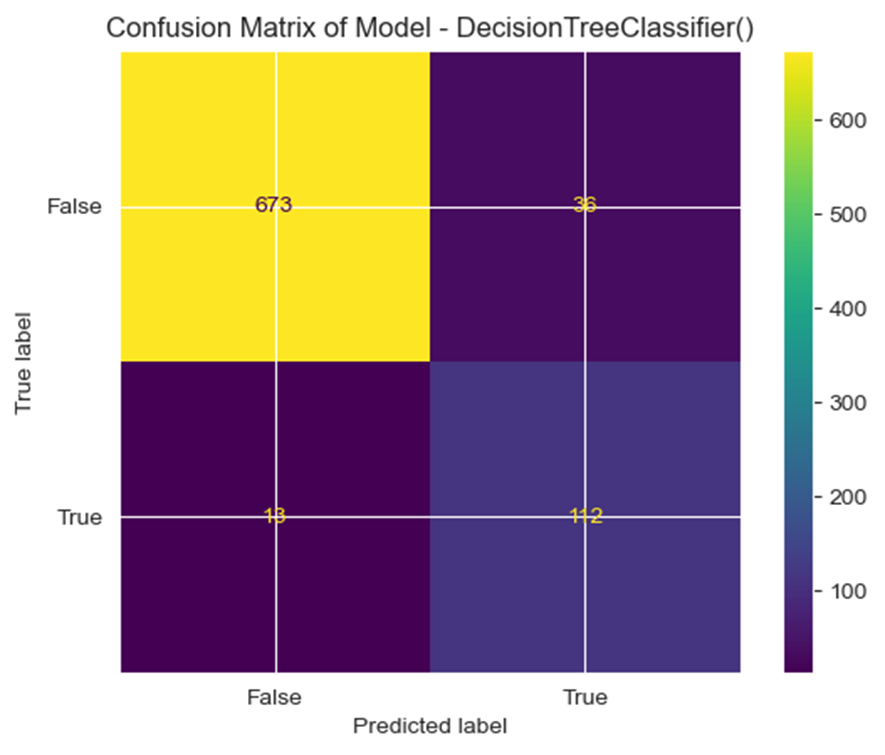 Confusion Matrix of Model - DecisionTreeClassifier()
600
False 673 36
500
400
True label
300
True 13 112
200
100
False True
Predicted label